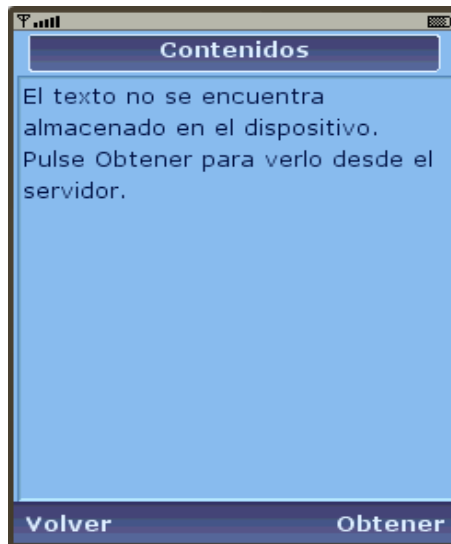 Contenidos
El texto no se encuentra
almacenado en el dispositivo.
Pulse Obtener para verlo desde el
servidor.
Volver Obtener